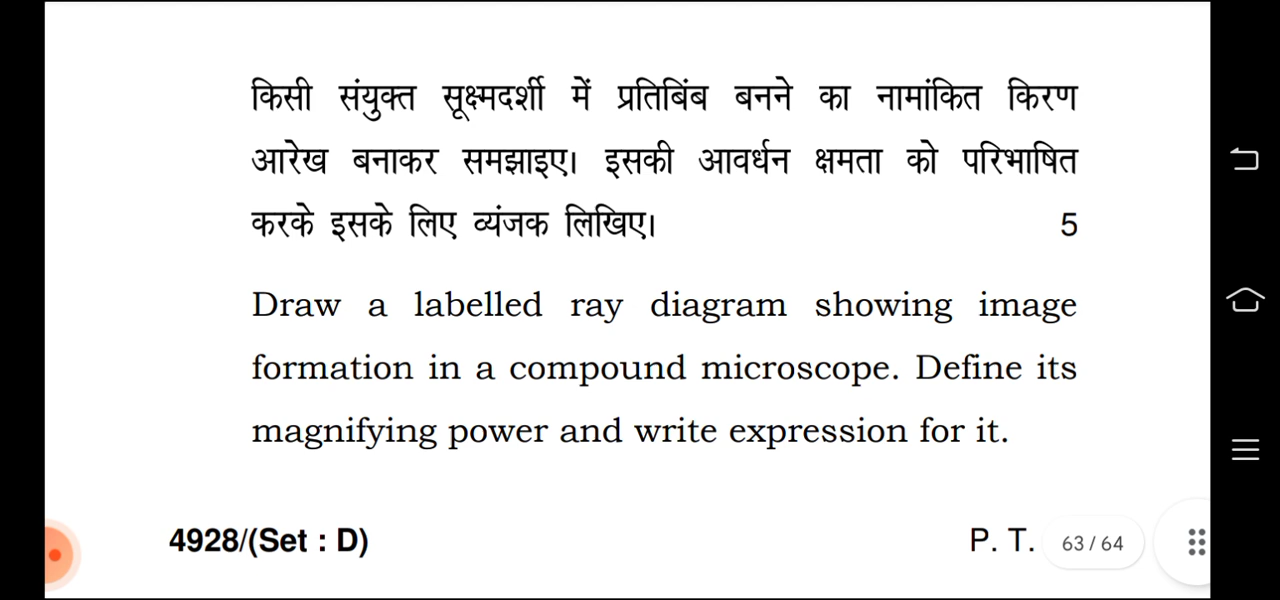 किसी संयुक्त सूक्ष्मदर्शी में प्रतिबिंब बनने का नामांकित किरण
आरेख बनाकर समझाइए। इसकी आवर्धन क्षमता को परिभाषित
करके इसके लिए व्यंजक लिखिए। 5
Draw a labelled ray diagram showing image
formation in a compound microscope. Define its
magnifying power and write expression for it.
4928/(Set : D) P. T. 63 / 64